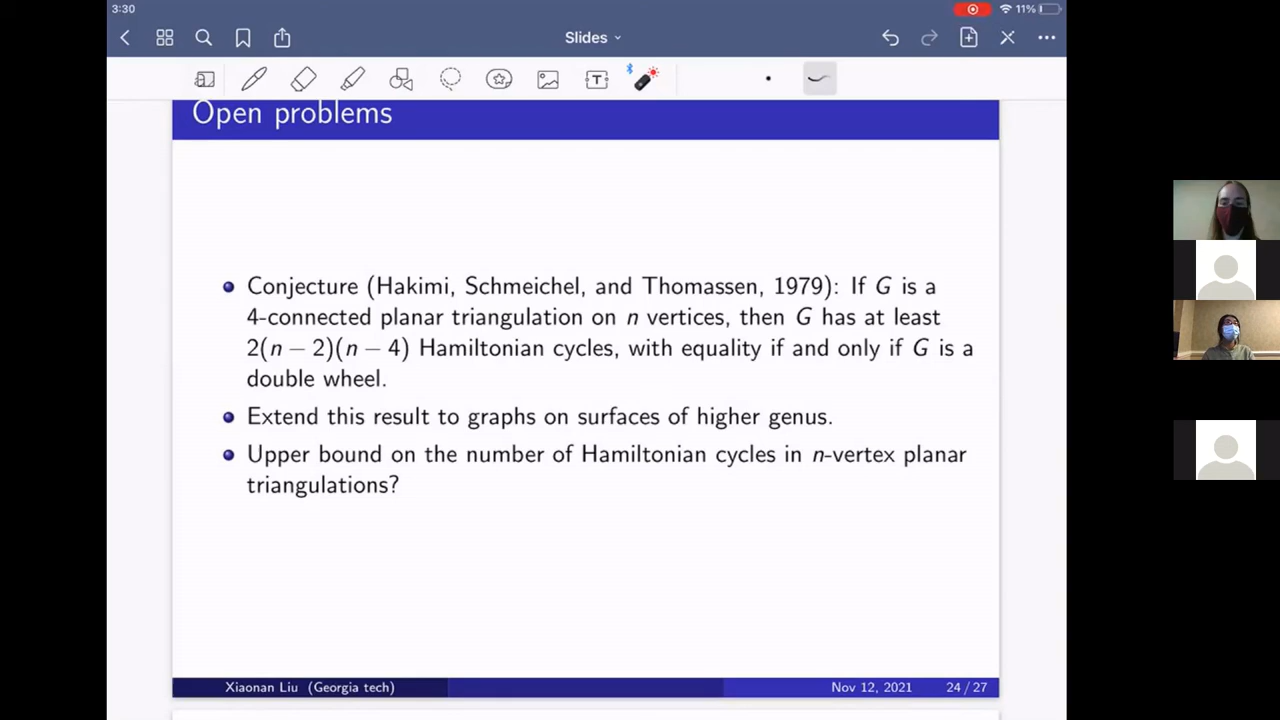 3:30
11%
Slides
T
Open problems
Conjecture (Hakimi, Schmeichel, and Thomassen, 1979): If G is a
4-connected planar triangulation on n vertices, then G has at least
2(n − 2)(n − 4) Hamiltonian cycles, with equality if and only if G is a
double wheel.
Extend this result to graphs on surfaces of higher genus.
Upper bound on the number of Hamiltonian cycles in n-vertex planar
triangulations?
Xiaonan Liu (Georgia tech)
Nov 12, 2021
24 / 27